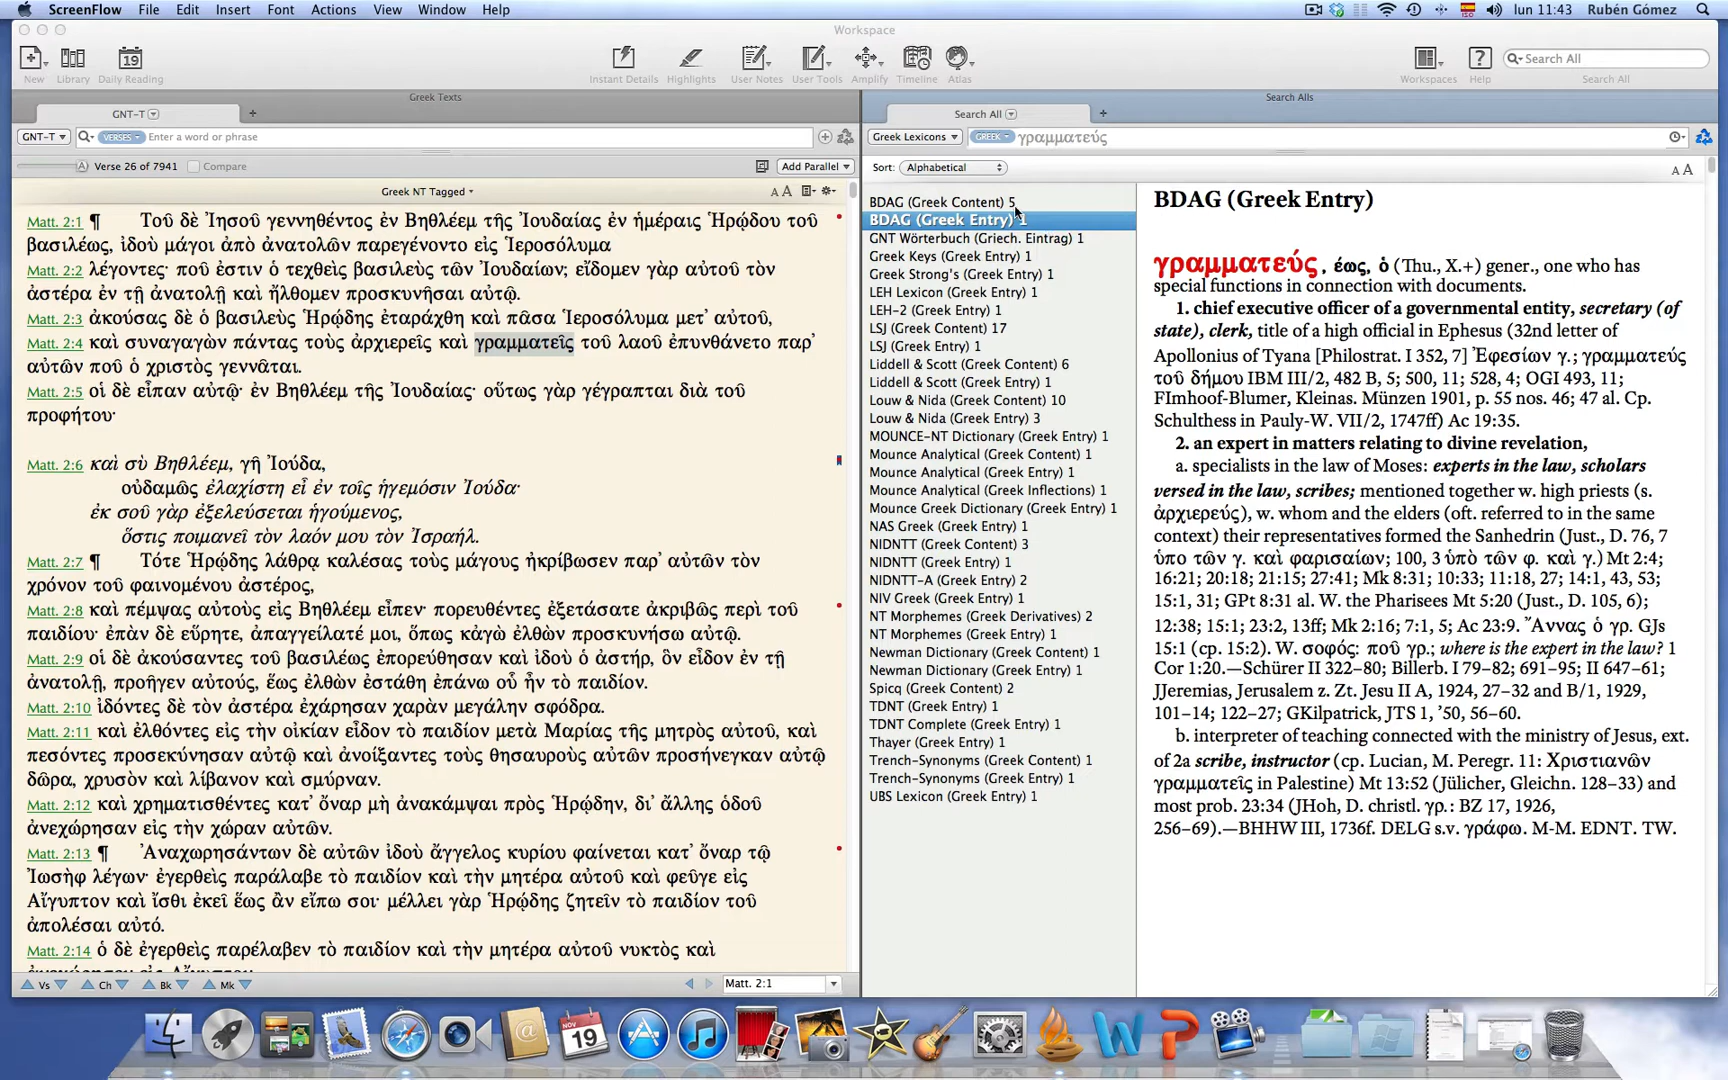 ScreenFlow File Edit Insert Font Actions View Window Help
lun 11:43 Rubén Gómez
Workspace
New Library Daily Reading
19
Instant Details Highlights User Notes User Tools Amplify Timeline Atlas
Workspaces Help Search All
Search All
Greek Texts
GNT-T
GNT-T VERSES Enter a word or phrase
Verse 26 of 7941 Compare
Add Parallel
Greek NT Tagged
A A
Matt. 2:1 ¶ Τοῦ δὲ Ἰησοῦ γεννηθέντος ἐν Βηθλέεμ τῆς Ἰουδαίας ἐν ἡμέραις Ἡρῴδου τοῦ
βασιλέως, ἰδοὺ μάγοι ἀπὸ ἀνατολῶν παρεγένοντο εἰς Ἱεροσόλυμα
Matt. 2:2 λέγοντες· ποῦ ἐστιν ὁ τεχθεὶς βασιλεὺς τῶν Ἰουδαίων; εἴδομεν γὰρ αὐτοῦ τὸν
ἀστέρα ἐν τῇ ἀνατολῇ καὶ ἤλθομεν προσκυνῆσαι αὐτῷ.
Matt. 2:3 ἀκούσας δὲ ὁ βασιλεὺς Ἡρῴδης ἐταράχθη καὶ πᾶσα Ἱεροσόλυμα μετ᾽ αὐτοῦ,
Matt. 2:4 καὶ συναγαγὼν πάντας τοὺς ἀρχιερεῖς καὶ γραμματεῖς τοῦ λαοῦ ἐπυνθάνετο παρ᾽
αὐτῶν ποῦ ὁ χριστὸς γεννᾶται.
Matt. 2:5 οἱ δὲ εἶπαν αὐτῷ· ἐν Βηθλέεμ τῆς Ἰουδαίας· οὕτως γὰρ γέγραπται διὰ τοῦ
προφήτου·
Matt. 2:6 καὶ σὺ Βηθλέεμ, γῆ Ἰούδα,
οὐδαμῶς ἐλαχίστη εἶ ἐν τοῖς ἡγεμόσιν Ἰούδα·
ἐκ σοῦ γὰρ ἐξελεύσεται ἡγούμενος,
ὅστις ποιμανεῖ τὸν λαόν μου τὸν Ἰσραήλ.
Matt. 2:7 ¶ Τότε Ἡρῴδης λάθρᾳ καλέσας τοὺς μάγους ἠκρίβωσεν παρ᾽ αὐτῶν τὸν
χρόνον τοῦ φαινομένου ἀστέρος,
Matt. 2:8 καὶ πέμψας αὐτοὺς εἰς Βηθλέεμ εἶπεν· πορευθέντες ἐξετάσατε ἀκριβῶς περὶ τοῦ
παιδίου· ἐπὰν δὲ εὕρητε, ἀπαγγείλατέ μοι, ὅπως κἀγὼ ἐλθὼν προσκυνήσω αὐτῷ.
Matt. 2:9 οἱ δὲ ἀκούσαντες τοῦ βασιλέως ἐπορεύθησαν καὶ ἰδοὺ ὁ ἀστήρ, ὃν εἶδον ἐν τῇ
ἀνατολῇ, προῆγεν αὐτούς, ἕως ἐλθὼν ἐστάθη ἐπάνω οὗ ἦν τὸ παιδίον.
Matt. 2:10 ἰδόντες δὲ τὸν ἀστέρα ἐχάρησαν χαρὰν μεγάλην σφόδρα.
Matt. 2:11 καὶ ἐλθόντες εἰς τὴν οἰκίαν εἶδον τὸ παιδίον μετὰ Μαρίας τῆς μητρὸς αὐτοῦ, καὶ
πεσόντες προσεκύνησαν αὐτῷ καὶ ἀνοίξαντες τοὺς θησαυροὺς αὐτῶν προσήνεγκαν αὐτῷ
δῶρα, χρυσὸν καὶ λίβανον καὶ σμύρναν.
Matt. 2:12 καὶ χρηματισθέντες κατ᾽ ὄναρ μὴ ἀνακάμψαι πρὸς Ἡρῴδην, δι᾽ ἄλλης ὁδοῦ
ἀνεχώρησαν εἰς τὴν χώραν αὐτῶν.
Matt. 2:13 ¶ Ἀναχωρησάντων δὲ αὐτῶν ἰδοὺ ἄγγελος κυρίου φαίνεται κατ᾽ ὄναρ τῷ
Ἰωσὴφ λέγων· ἐγερθεὶς παράλαβε τὸ παιδίον καὶ τὴν μητέρα αὐτοῦ καὶ φεῦγε εἰς
Αἴγυπτον καὶ ἴσθι ἐκεῖ ἕως ἂν εἴπω σοι· μέλλει γὰρ Ἡρῴδης ζητεῖν τὸ παιδίον τοῦ
ἀπολέσαι αὐτό.
Matt. 2:14 ὁ δὲ ἐγερθεὶς παρέλαβεν τὸ παιδίον καὶ τὴν μητέρα αὐτοῦ νυκτὸς καὶ
Vs Ch Bk Mk
Matt. 2:1
Search Alls
Search All
Greek Lexicons GREEK γραμματεύς
Sort: Alphabetical
A A
BDAG (Greek Content) 5
BDAG (Greek Entry) 1
GNT Wörterbuch (Griech. Eintrag) 1
Greek Keys (Greek Entry) 1
Greek Strong's (Greek Entry) 1
LEH Lexicon (Greek Entry) 1
LEH-2 (Greek Entry) 1
LSJ (Greek Content) 17
LSJ (Greek Entry) 1
Liddell & Scott (Greek Content) 6
Liddell & Scott (Greek Entry) 1
Louw & Nida (Greek Content) 10
Louw & Nida (Greek Entry) 3
MOUNCE-NT Dictionary (Greek Entry) 1
Mounce Analytical (Greek Content) 1
Mounce Analytical (Greek Entry) 1
Mounce Analytical (Greek Inflections) 1
Mounce Greek Dictionary (Greek Entry) 1
NAS Greek (Greek Entry) 1
NIDNTT (Greek Content) 3
NIDNTT (Greek Entry) 1
NIDNTT-A (Greek Entry) 2
NIV Greek (Greek Entry) 1
NT Morphemes (Greek Derivatives) 2
NT Morphemes (Greek Entry) 1
Newman Dictionary (Greek Content) 1
Newman Dictionary (Greek Entry) 1
Spicq (Greek Content) 2
TDNT (Greek Entry) 1
TDNT Complete (Greek Entry) 1
Thayer (Greek Entry) 1
Trench-Synonyms (Greek Content) 1
Trench-Synonyms (Greek Entry) 1
UBS Lexicon (Greek Entry) 1
BDAG (Greek Entry)
γραμματεύς, έως, ὁ (Thu., X.+) gener., one who has
special functions in connection with documents.
1. chief executive officer of a governmental entity, secretary (of
state), clerk, title of a high official in Ephesus (32nd letter of
Apollonius of Tyana [Philostrat. I 352, 7] Ἐφεσίων γ.; γραμματεύς
τοῦ δήμου IBM III/2, 482 B, 5; 500, 11; 528, 4; OGI 493, 11;
FImhoof-Blumer, Kleinas. Münzen 1901, p. 55 nos. 46; 47 al. Cp.
Schulthess in Pauly-W. VII/2, 1747ff) Ac 19:35.
2. an expert in matters relating to divine revelation,
a. specialists in the law of Moses: experts in the law, scholars
versed in the law, scribes; mentioned together w. high priests (s.
ἀρχιερεύς), w. whom and the elders (oft. referred to in the same
context) their representatives formed the Sanhedrin (Just., D. 76, 7
ὑπο τῶν γ. καὶ φαρισαίων; 100, 3 ὑπὸ τῶν φ. καὶ γ.) Mt 2:4;
16:21; 20:18; 21:15; 27:41; Mk 8:31; 10:33; 11:18, 27; 14:1, 43, 53;
15:1, 31; GPt 8:31 al. W. the Pharisees Mt 5:20 (Just., D. 105, 6);
12:38; 15:1; 23:2, 13ff; Mk 2:16; 7:1, 5; Ac 23:9. Ἄννας ὁ γρ. GJs
15:1 (cp. 15:2). W. σοφός: ποῦ γρ.; where is the expert in the law? 1
Cor 1:20.—Schürer II 322–80; Billerb. I 79–82; 691–95; II 647–61;
JJeremias, Jerusalem z. Zt. Jesu II A, 1924, 27–32 and B/1, 1929,
101–14; 122–27; GKilpatrick, JTS 1, ’50, 56–60.
b. interpreter of teaching connected with the ministry of Jesus, ext.
of 2a scribe, instructor (cp. Lucian, M. Peregr. 11: Χριστιανῶν
γραμματεῖς in Palestine) Mt 13:52 (Jülicher, Gleichn. 128–33) and
most prob. 23:34 (JHoh, D. christl. γρ.: BZ 17, 1926,
256–69).—BHHW III, 1736f. DELG s.v. γράφω. M-M. EDNT. TW.
NOV
19